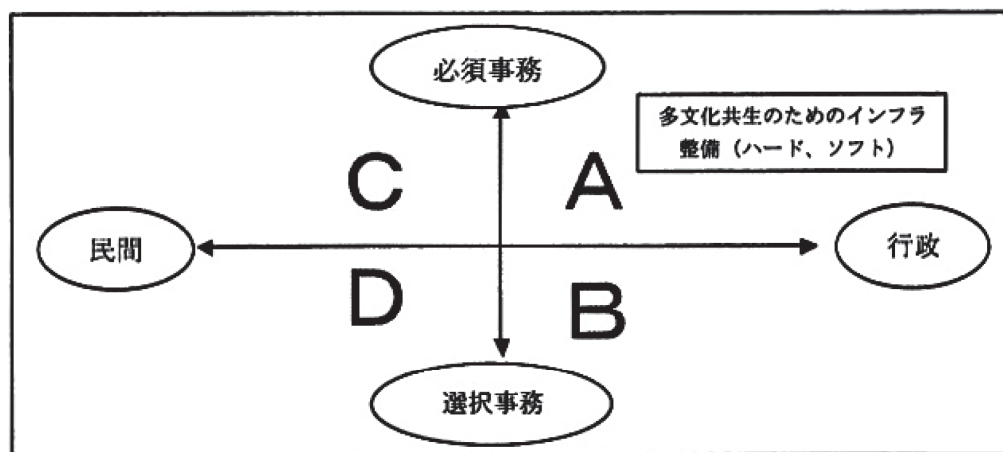 必須事務
多文化共生のためのインフラ
整備（ハード、ソフト）
C
A
民間
行政
D
B
選択事務